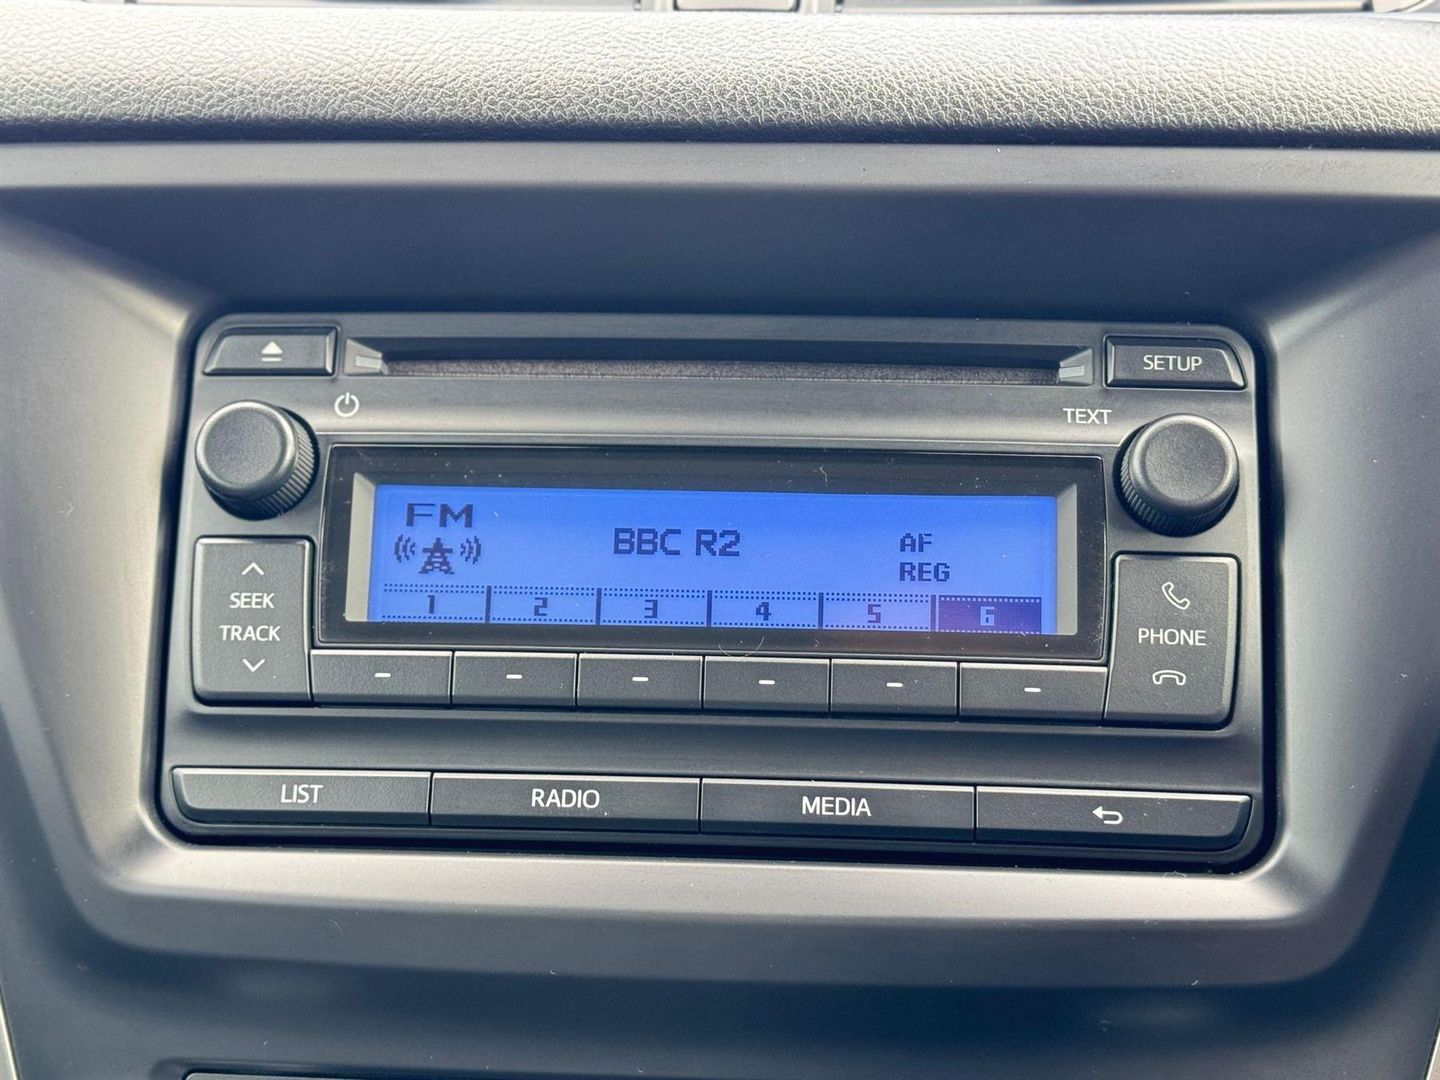 SETUP
TEXT
FM
BBC R2
AF
REG
1 2 3 4 5 6
SEEK
TRACK
PHONE
LIST
RADIO
MEDIA